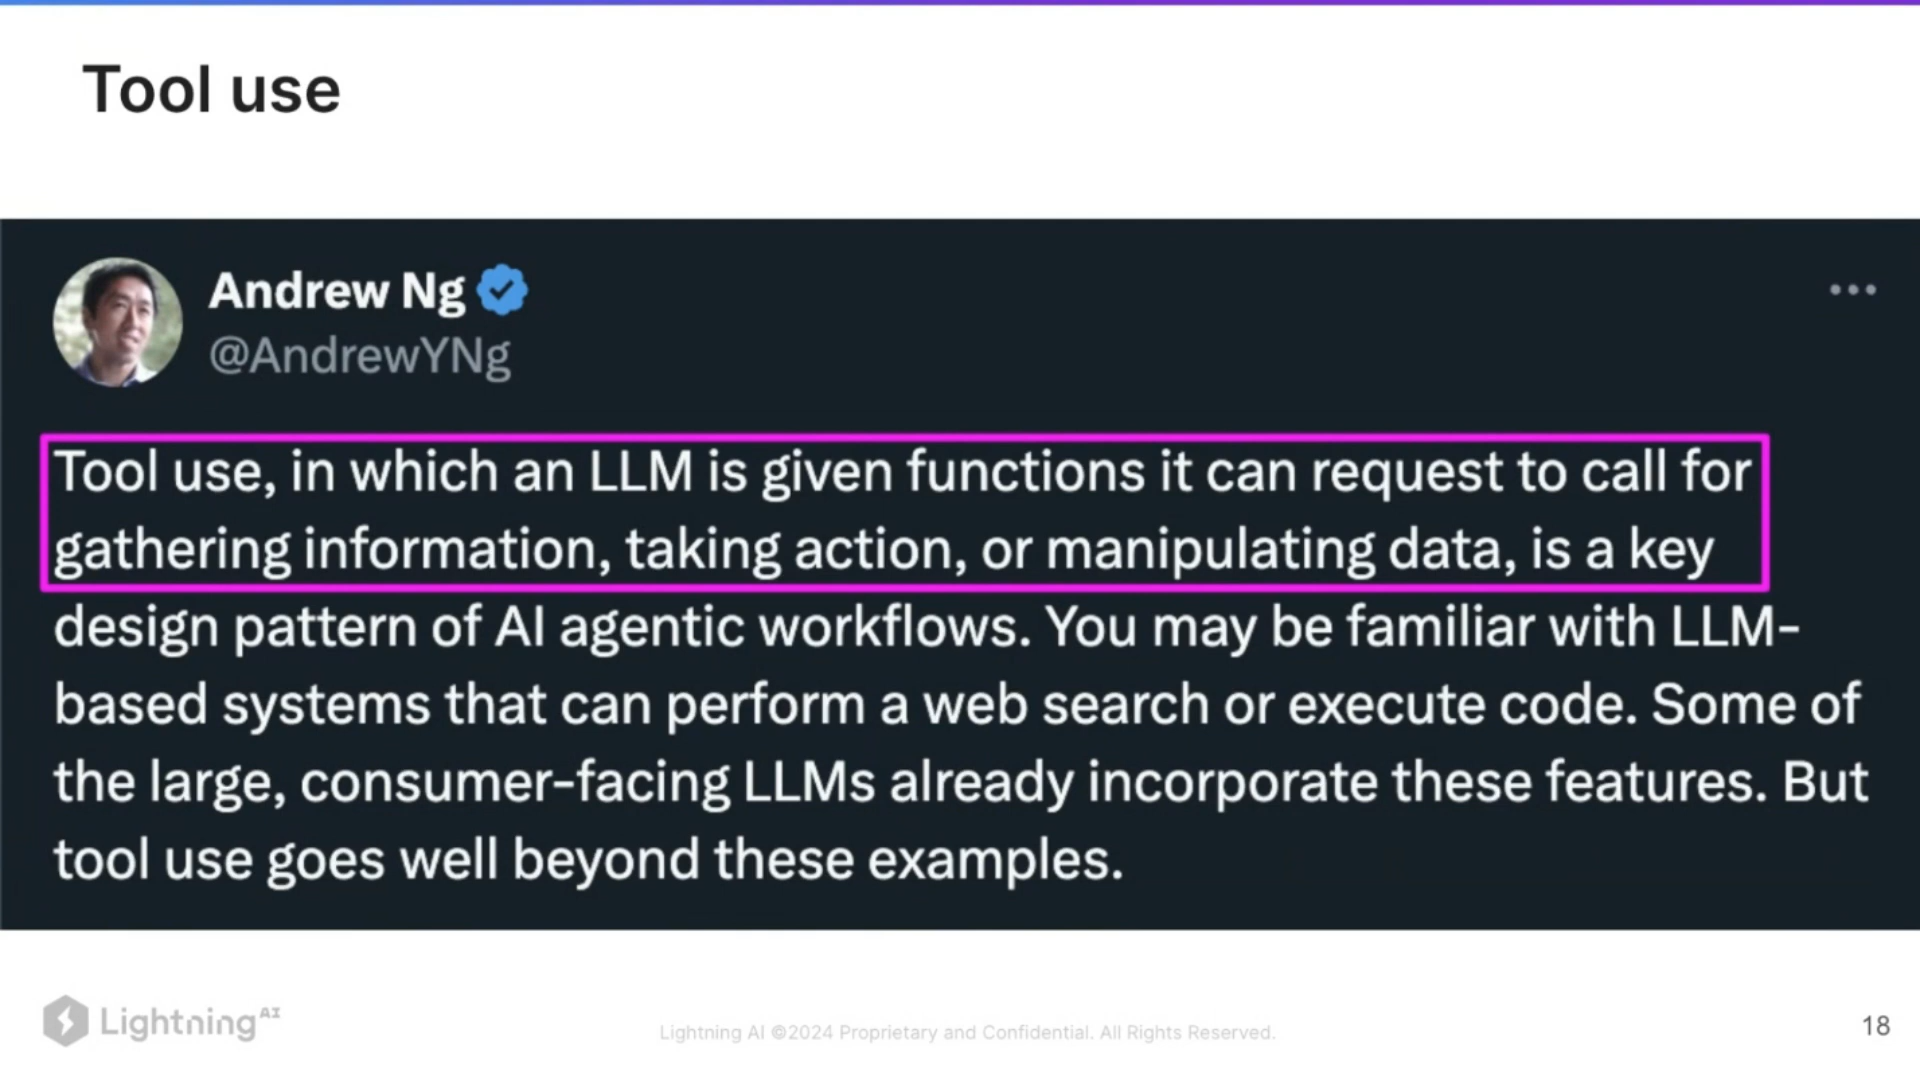 Tool use
Andrew Ng
@AndrewYNg
Tool use, in which an LLM is given functions it can request to call for
gathering information, taking action, or manipulating data, is a key
design pattern of AI agentic workflows. You may be familiar with LLM-
based systems that can perform a web search or execute code. Some of
the large, consumer-facing LLMs already incorporate these features. But
tool use goes well beyond these examples.
Lightning AI
Lightning AI ©2024 Proprietary and Confidential. All Rights Reserved.
18